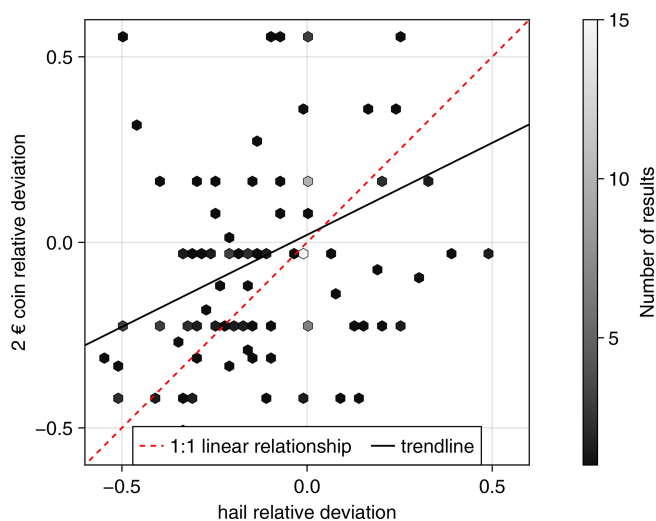 0.5
0.0
−0.5
2 € coin relative deviation
1:1 linear relationship
trendline
−0.5
0.0
0.5
hail relative deviation
15
10
5
Number of results